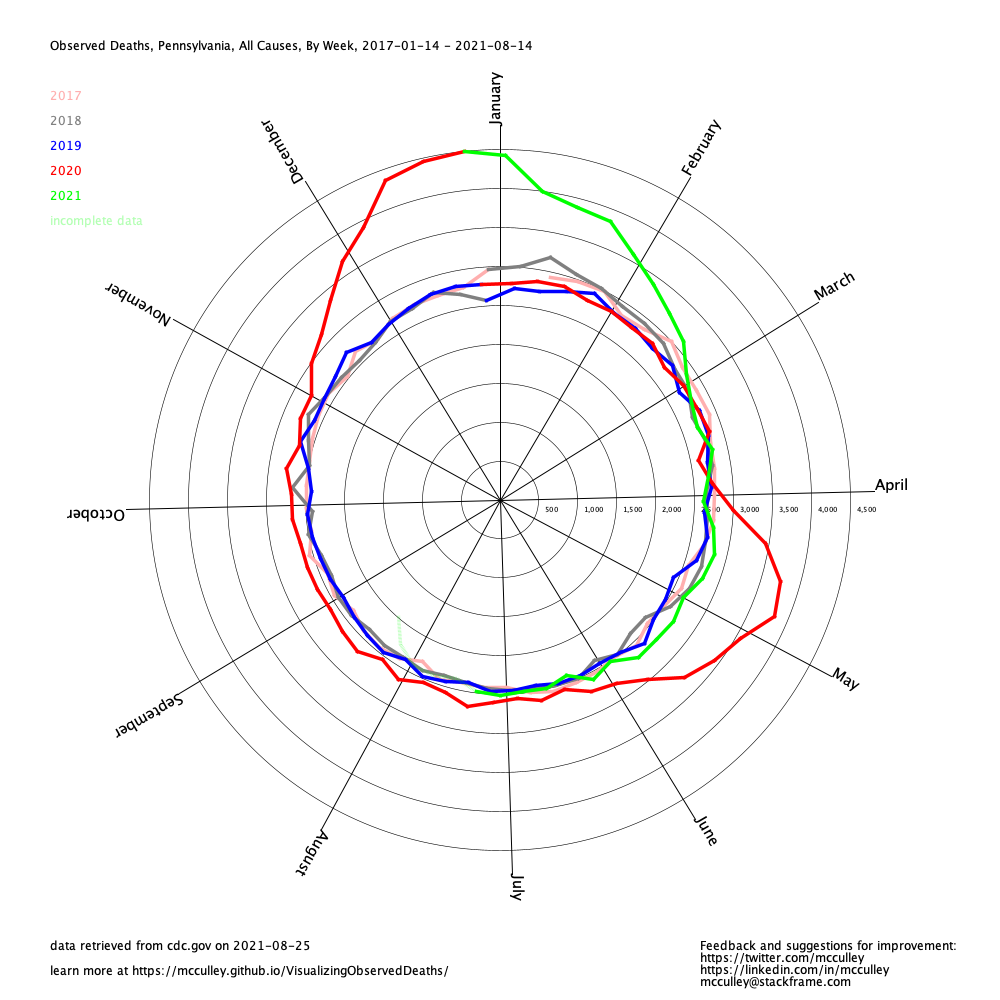 Observed Deaths, Pennsylvania, All Causes, By Week, 2017-01-14 - 2021-08-14
2017
2018
2019
2020
2021
incomplete data
January
February
March
April
May
June
July
August
September
October
November
December
500
1,000
1,500
2,000
2,500
3,000
3,500
4,000
4,500
data retrieved from cdc.gov on 2021-08-25
learn more at https://mcculley.github.io/VisualizingObservedDeaths/
Feedback and suggestions for improvement:
https://twitter.com/mcculley
https://linkedin.com/in/mcculley
mcculley@stackframe.com